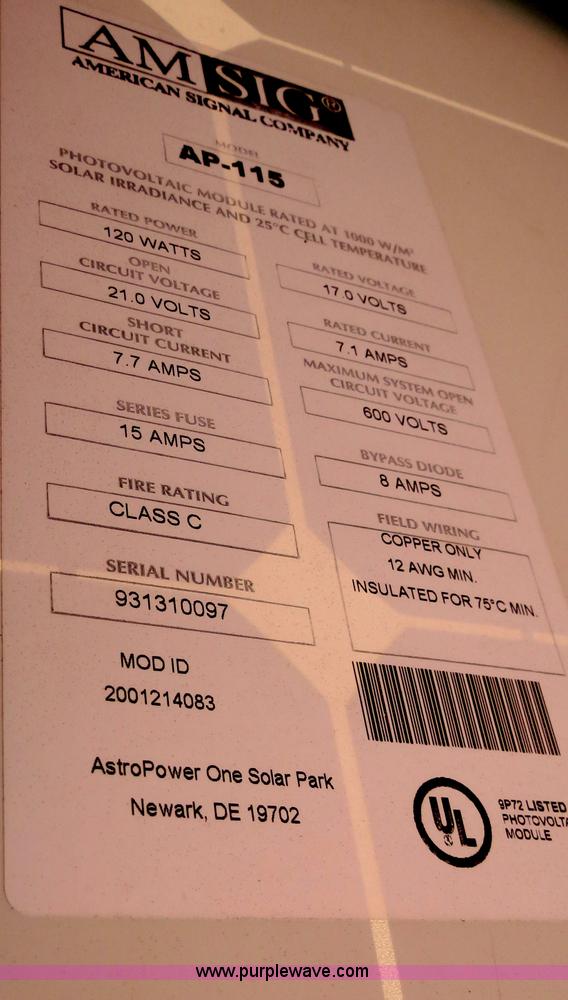 AM SIG®
AMERICAN SIGNAL COMPANY
MODEL
AP-115
PHOTOVOLTAIC MODULE RATED AT 1000 W/M²
SOLAR IRRADIANCE AND 25°C CELL TEMPERATURE
RATED POWER
120 WATTS
RATED VOLTAGE
17.0 VOLTS
OPEN
CIRCUIT VOLTAGE
21.0 VOLTS
RATED CURRENT
7.1 AMPS
SHORT
CIRCUIT CURRENT
7.7 AMPS
MAXIMUM SYSTEM OPEN
CIRCUIT VOLTAGE
600 VOLTS
SERIES FUSE
15 AMPS
BYPASS DIODE
8 AMPS
FIRE RATING
CLASS C
FIELD WIRING
COPPER ONLY
12 AWG MIN.
INSULATED FOR 75°C MIN.
SERIAL NUMBER
931310097
MOD ID
2001214083
AstroPower One Solar Park
Newark, DE 19702
UL
9P72 LISTED
PHOTOVOLTA
MODULE
www.purplewave.com